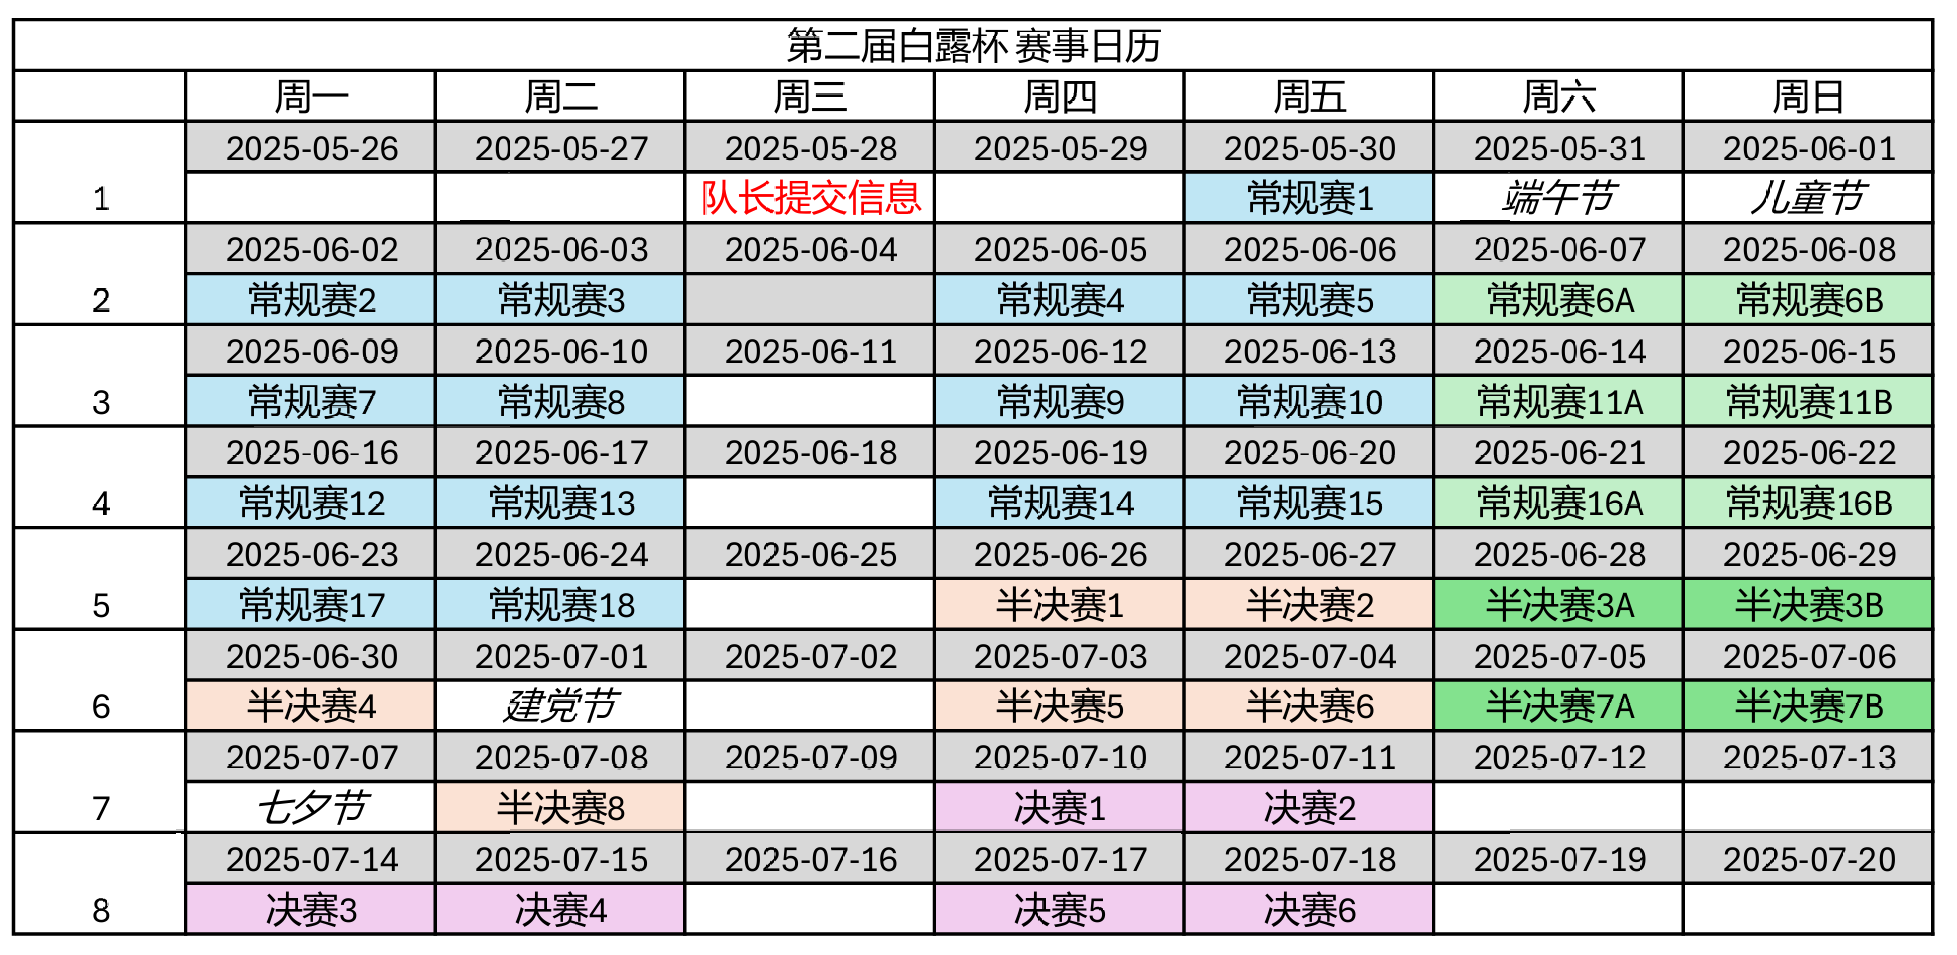 第二届白露杯 赛事日历
周一 周二 周三 周四 周五 周六 周日
2025-05-26 2025-05-27 2025-05-28 2025-05-29 2025-05-30 2025-05-31 2025-06-01
1 队长提交信息 常规赛1 端午节 儿童节
2025-06-02 2025-06-03 2025-06-04 2025-06-05 2025-06-06 2025-06-07 2025-06-08
2 常规赛2 常规赛3 常规赛4 常规赛5 常规赛6A 常规赛6B
2025-06-09 2025-06-10 2025-06-11 2025-06-12 2025-06-13 2025-06-14 2025-06-15
3 常规赛7 常规赛8 常规赛9 常规赛10 常规赛11A 常规赛11B
2025-06-16 2025-06-17 2025-06-18 2025-06-19 2025-06-20 2025-06-21 2025-06-22
4 常规赛12 常规赛13 常规赛14 常规赛15 常规赛16A 常规赛16B
2025-06-23 2025-06-24 2025-06-25 2025-06-26 2025-06-27 2025-06-28 2025-06-29
5 常规赛17 常规赛18 半决赛1 半决赛2 半决赛3A 半决赛3B
2025-06-30 2025-07-01 2025-07-02 2025-07-03 2025-07-04 2025-07-05 2025-07-06
6 半决赛4 建党节 半决赛5 半决赛6 半决赛7A 半决赛7B
2025-07-07 2025-07-08 2025-07-09 2025-07-10 2025-07-11 2025-07-12 2025-07-13
7 七夕节 半决赛8 决赛1 决赛2
2025-07-14 2025-07-15 2025-07-16 2025-07-17 2025-07-18 2025-07-19 2025-07-20
8 决赛3 决赛4 决赛5 决赛6